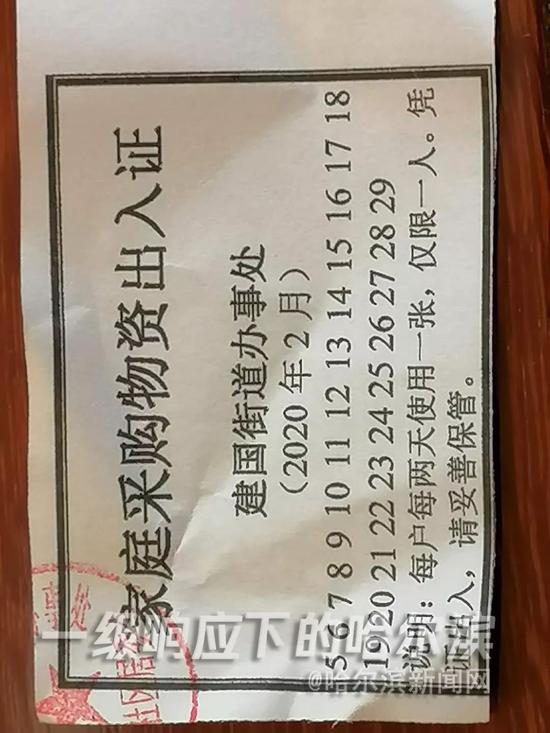 家庭采购物资出入证
建国街道办事处
（2020 年 2 月）
5 6 7 8 9 10 11 12 13 14 15 16 17 18
19 20 21 22 23 24 25 26 27 28 29
说明：每户每两天使用一张，仅限一人。凭
证出入，请妥善保管。
社区居
一级响应下的哈尔滨
@哈尔滨新闻网